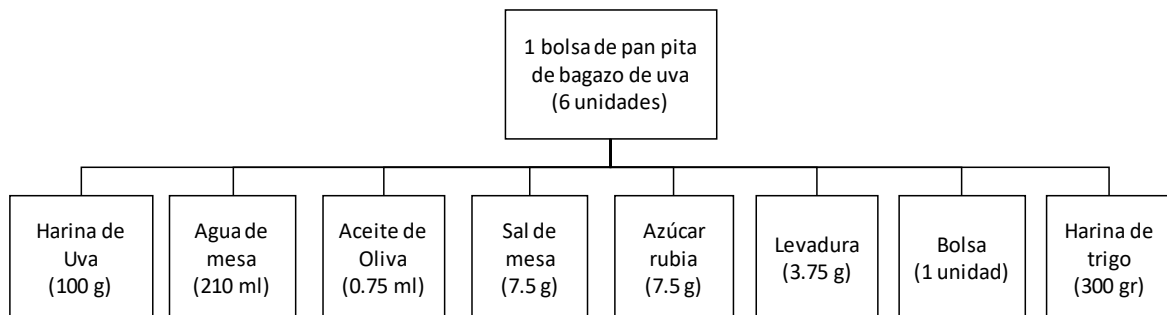 1 bolsa de pan pita
de bagazo de uva
(6 unidades)
Harina de
Uva
(100 g)
Agua de
mesa
(210 ml)
Aceite de
Oliva
(0.75 ml)
Sal de
mesa
(7.5 g)
Azúcar
rubia
(7.5 g)
Levadura
(3.75 g)
Bolsa
(1 unidad)
Harina de
trigo
(300 gr)